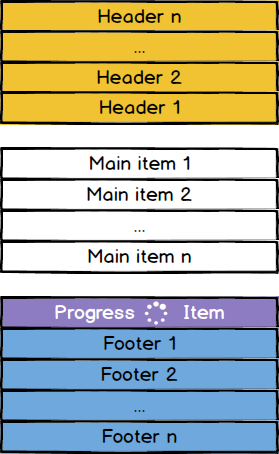 Header n
...
Header 2
Header 1
Main item 1
Main item 2
...
Main item n
Progress Item
Footer 1
Footer 2
...
Footer n